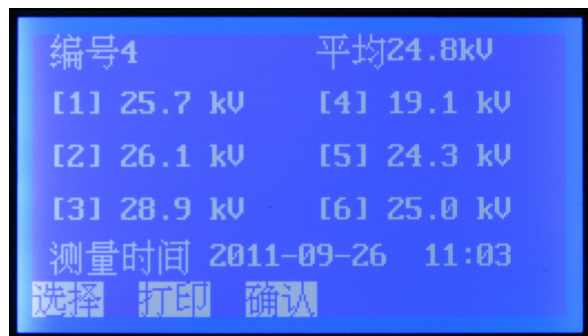 编号4 平均24.8kV
[1] 25.7 kV [4] 19.1 kV
[2] 26.1 kV [5] 24.3 kV
[3] 28.9 kV [6] 25.0 kV
测量时间 2011-09-26 11:03
选择 打印 确认